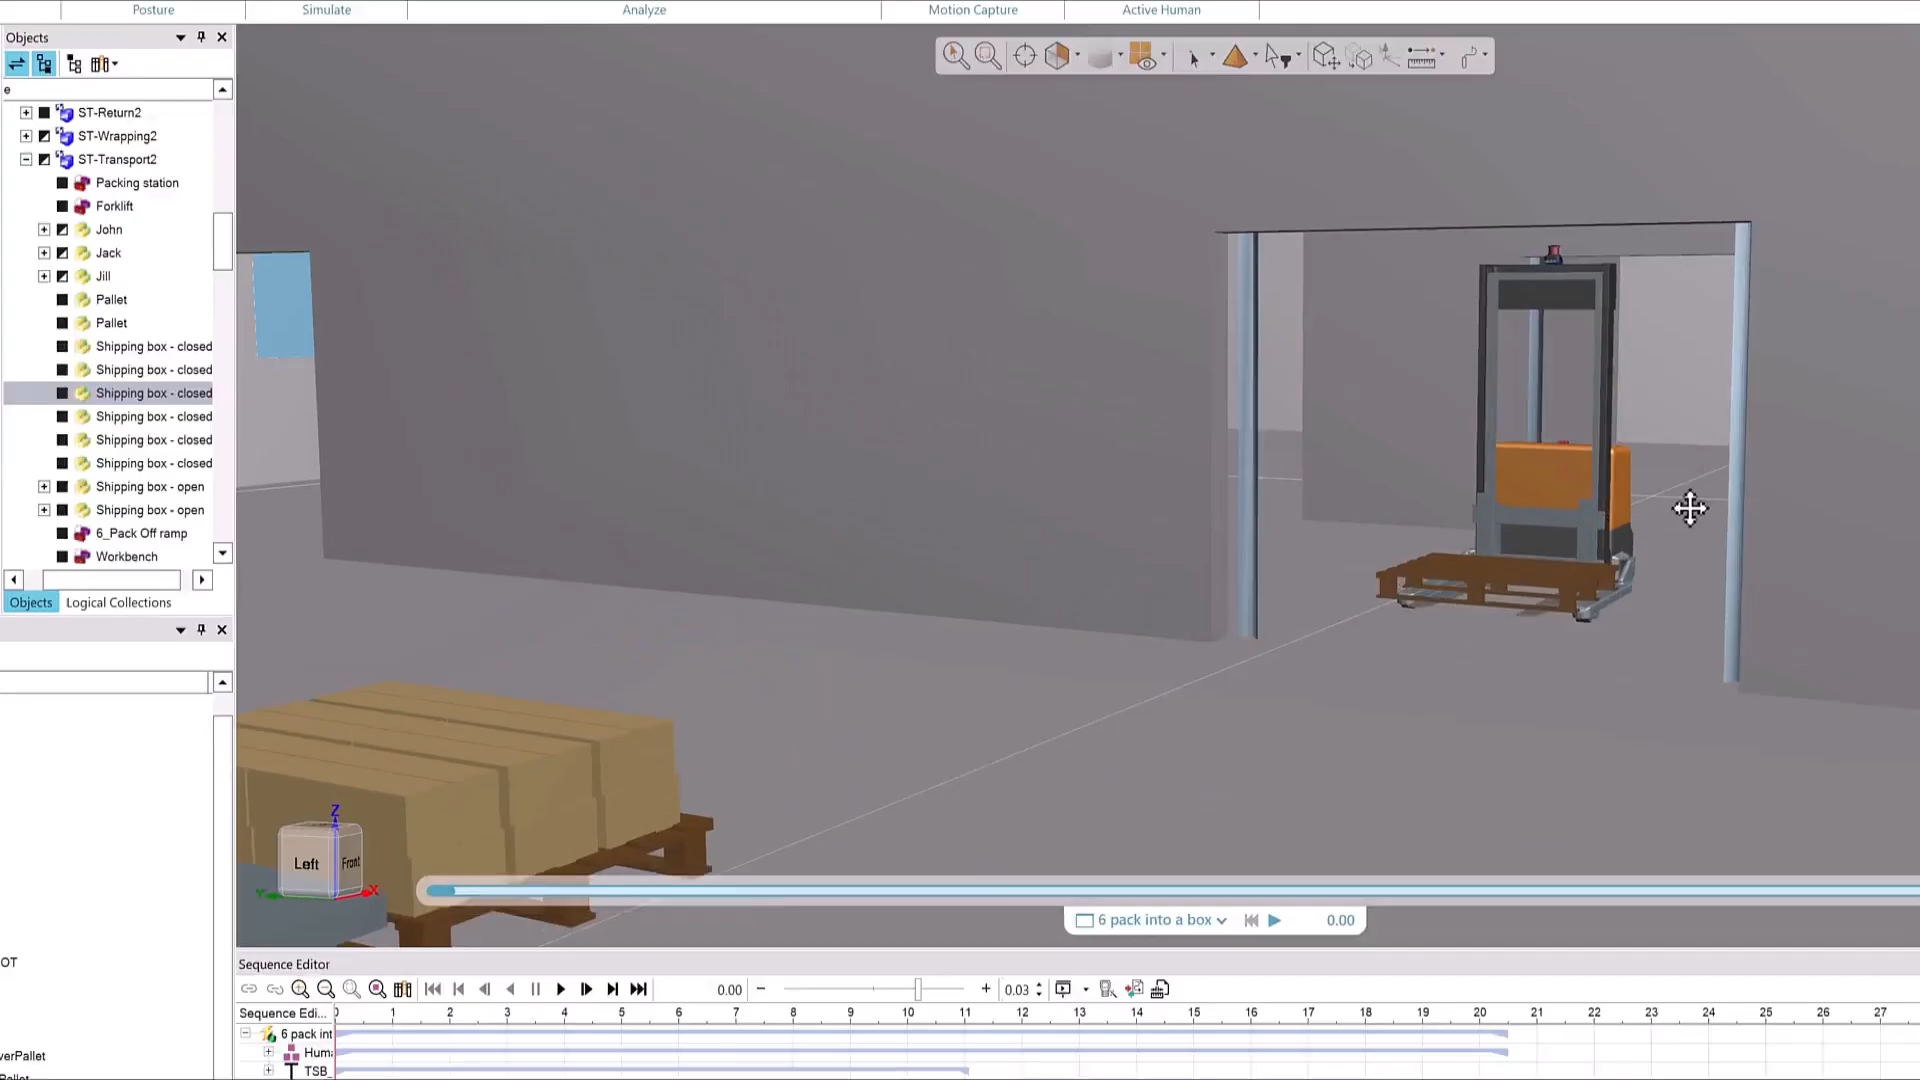 Posture
Simulate
Analyze
Motion Capture
Active Human
Objects
e
ST-Return2
ST-Wrapping2
ST-Transport2
Packing station
Forklift
John
Jack
Jill
Pallet
Pallet
Shipping box - closed
Shipping box - closed
Shipping box - closed
Shipping box - closed
Shipping box - closed
Shipping box - closed
Shipping box - open
Shipping box - open
6_Pack Off ramp
Workbench
Objects
Logical Collections
OT
verPallet
Z
Left
Front
Y
X
6 pack into a box
0.00
Sequence Editor
0.00
0.03
Sequence Edi...
0 1 2 3 4 5 6 7 8 9 10 11 12 13 14 15 16 17 18 19 20 21 22 23 24 25 26 27
6 pack int
Huma
TSB_